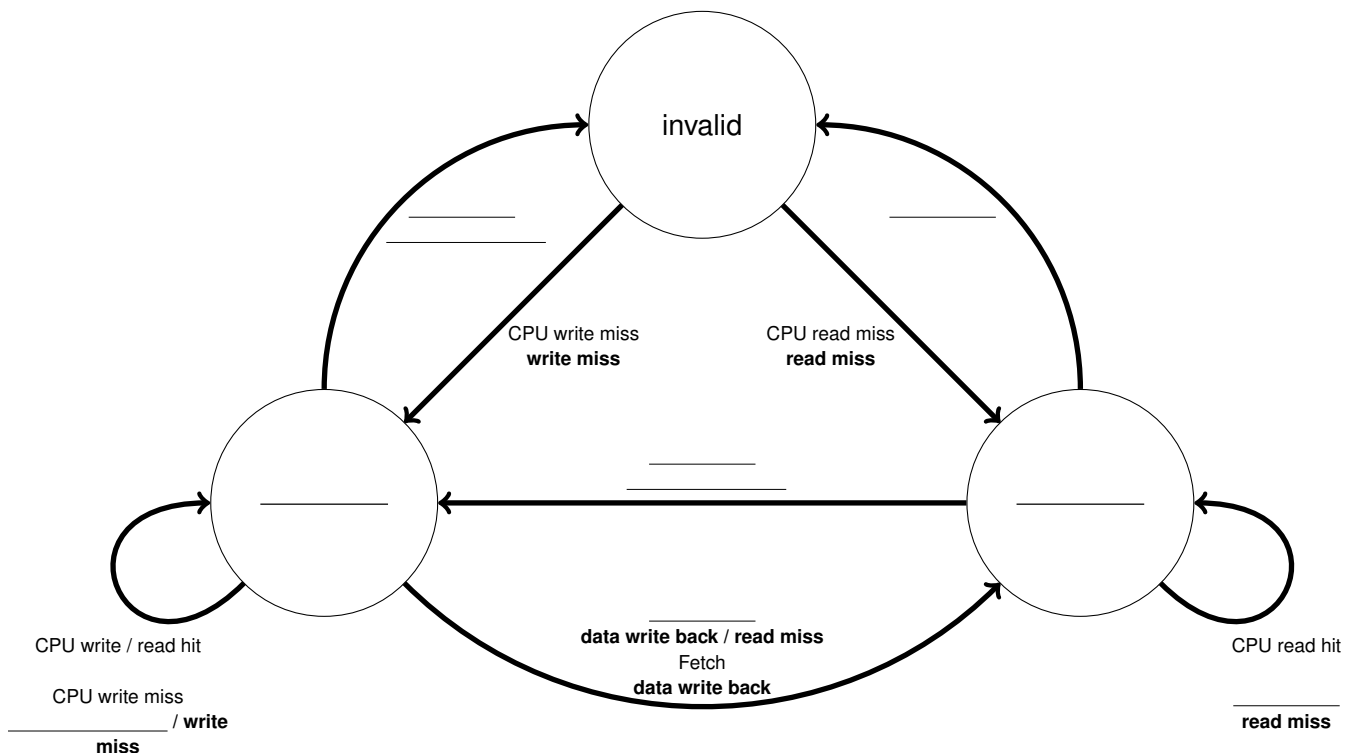 invalid
CPU write miss
write miss
CPU read miss
read miss
CPU write / read hit
CPU write miss
/ write
miss
data write back / read miss
Fetch
data write back
CPU read hit
read miss